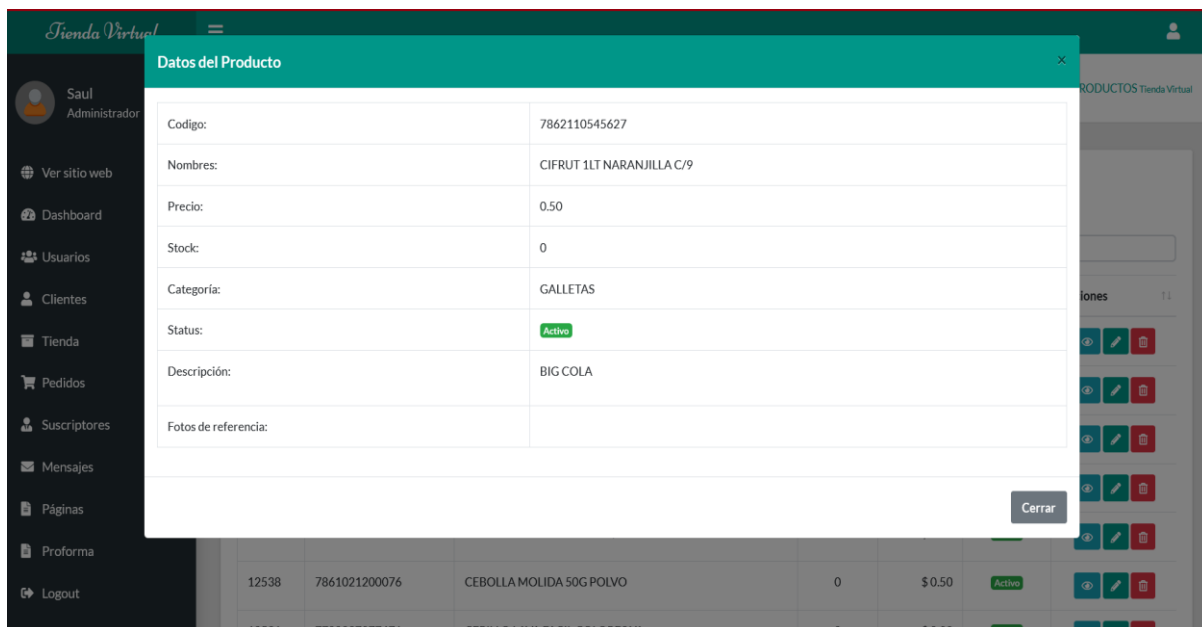 Tienda Virtual
Saul
Administrador
Ver sitio web
Dashboard
Usuarios
Clientes
Tienda
Pedidos
Suscriptores
Mensajes
Páginas
Proforma
Logout
RODUCTOS Tienda Virtual
Datos del Producto ×
Codigo: 7862110545627
Nombres: CIFRUT 1LT NARANJILLA C/9
Precio: 0.50
Stock: 0
Categoría: GALLETAS
Status: Activo
Descripción: BIG COLA
Fotos de referencia:
Cerrar
iones
12538 7861021200076 CEBOLLA MOLIDA 50G POLVO 0 $ 0.50 Activo